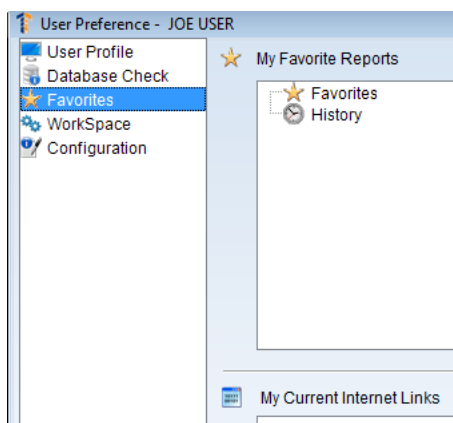 User Preference - JOE USER
User Profile
Database Check
Favorites
WorkSpace
Configuration
My Favorite Reports
Favorites
History
My Current Internet Links